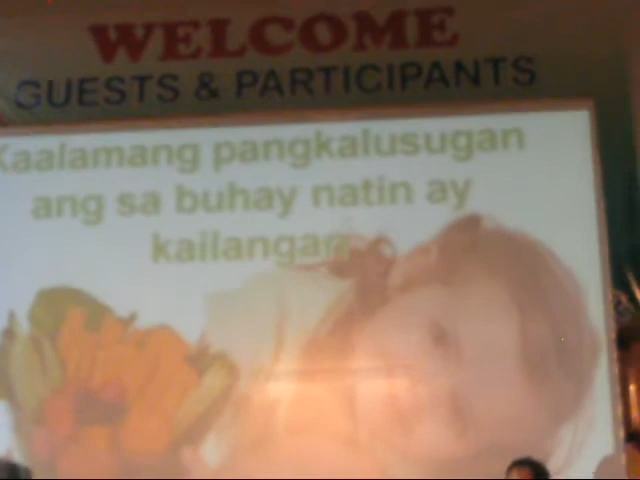 WELCOME
GUESTS & PARTICIPANTS
Kaalamang pangkalusugan
ang sa buhay natin ay
kailangan